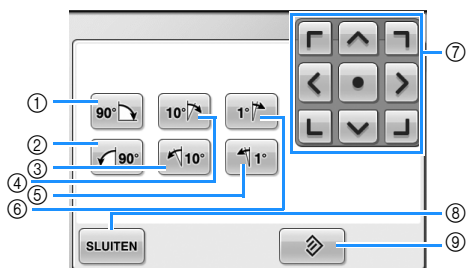 ⑦
① 90° 10° 1°
② 90° 10° 1°
③
④
⑤
⑥
⑧
SLUITEN
⑨